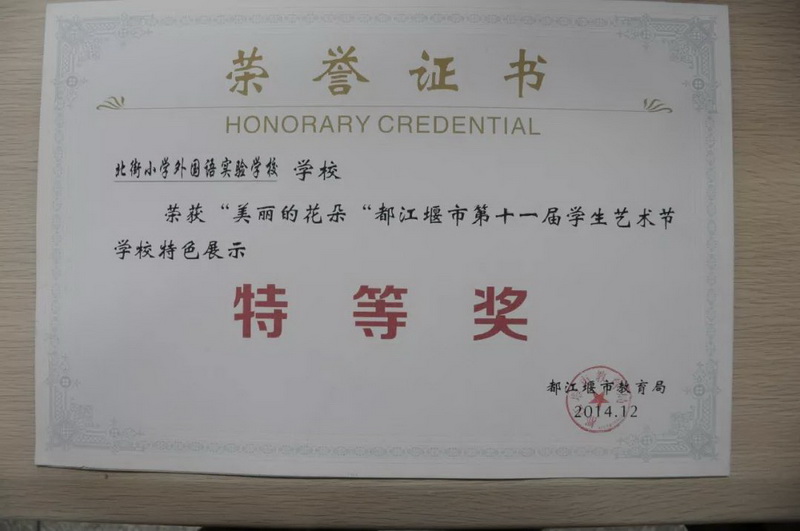 荣誉证书
HONORARY CREDENTIAL
北街小学外国语实验学校 学校
荣获“美丽的花朵“都江堰市第十一届学生艺术节
学校特色展示
特等奖
都江堰市教育局
2014.12